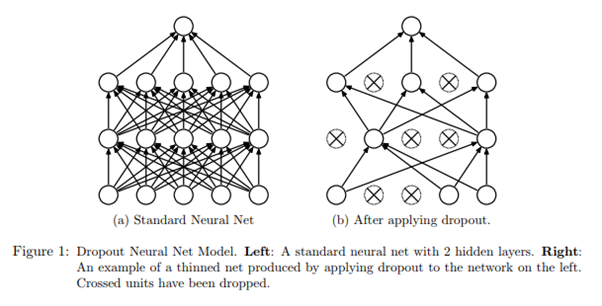 (a) Standard Neural Net
(b) After applying dropout.
Figure 1: Dropout Neural Net Model. Left: A standard neural net with 2 hidden layers. Right:
An example of a thinned net produced by applying dropout to the network on the left.
Crossed units have been dropped.